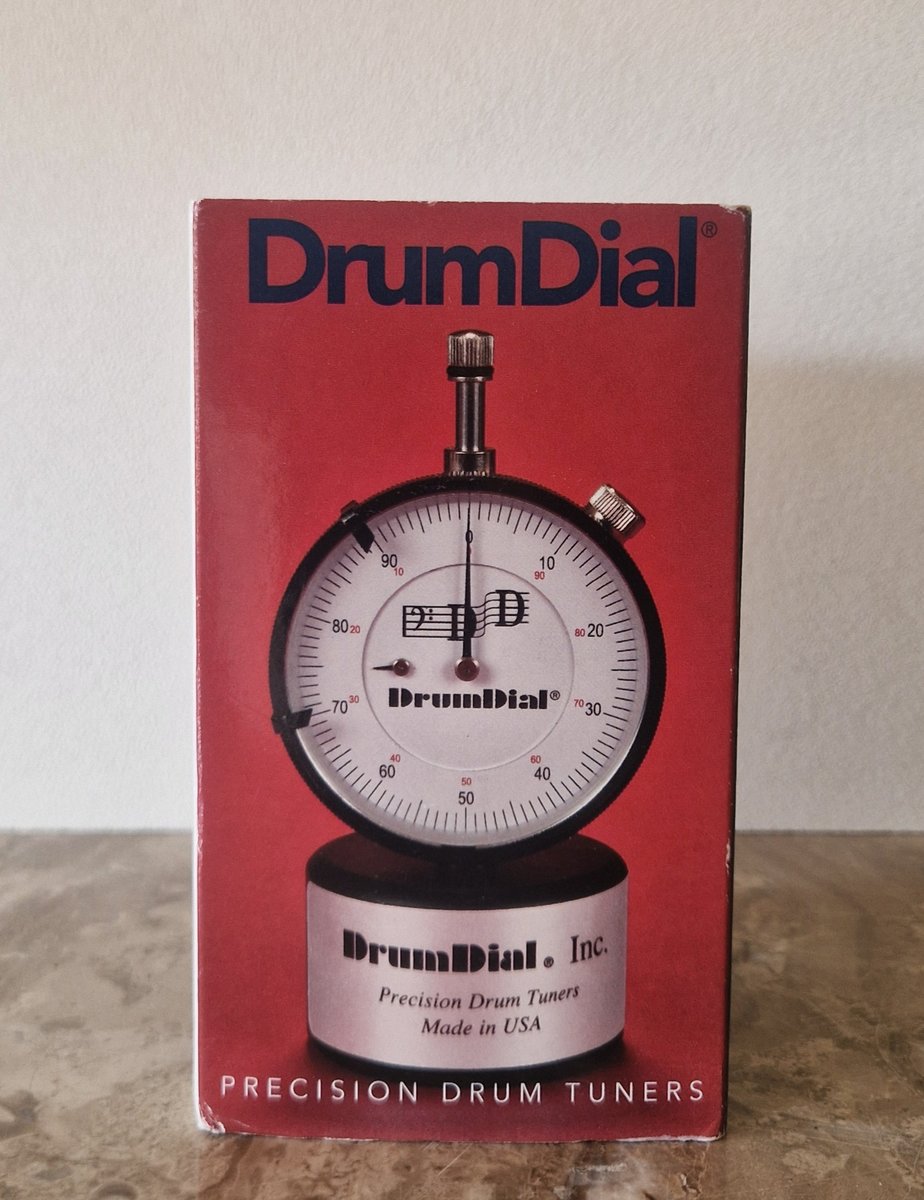 DrumDial®
0
90 10
10 90
D D
80 20
80 20
DrumDial®
70 30
70 30
40
60
60
40
50
50
DrumDial® Inc.
Precision Drum Tuners
Made in USA
PRECISION DRUM TUNERS